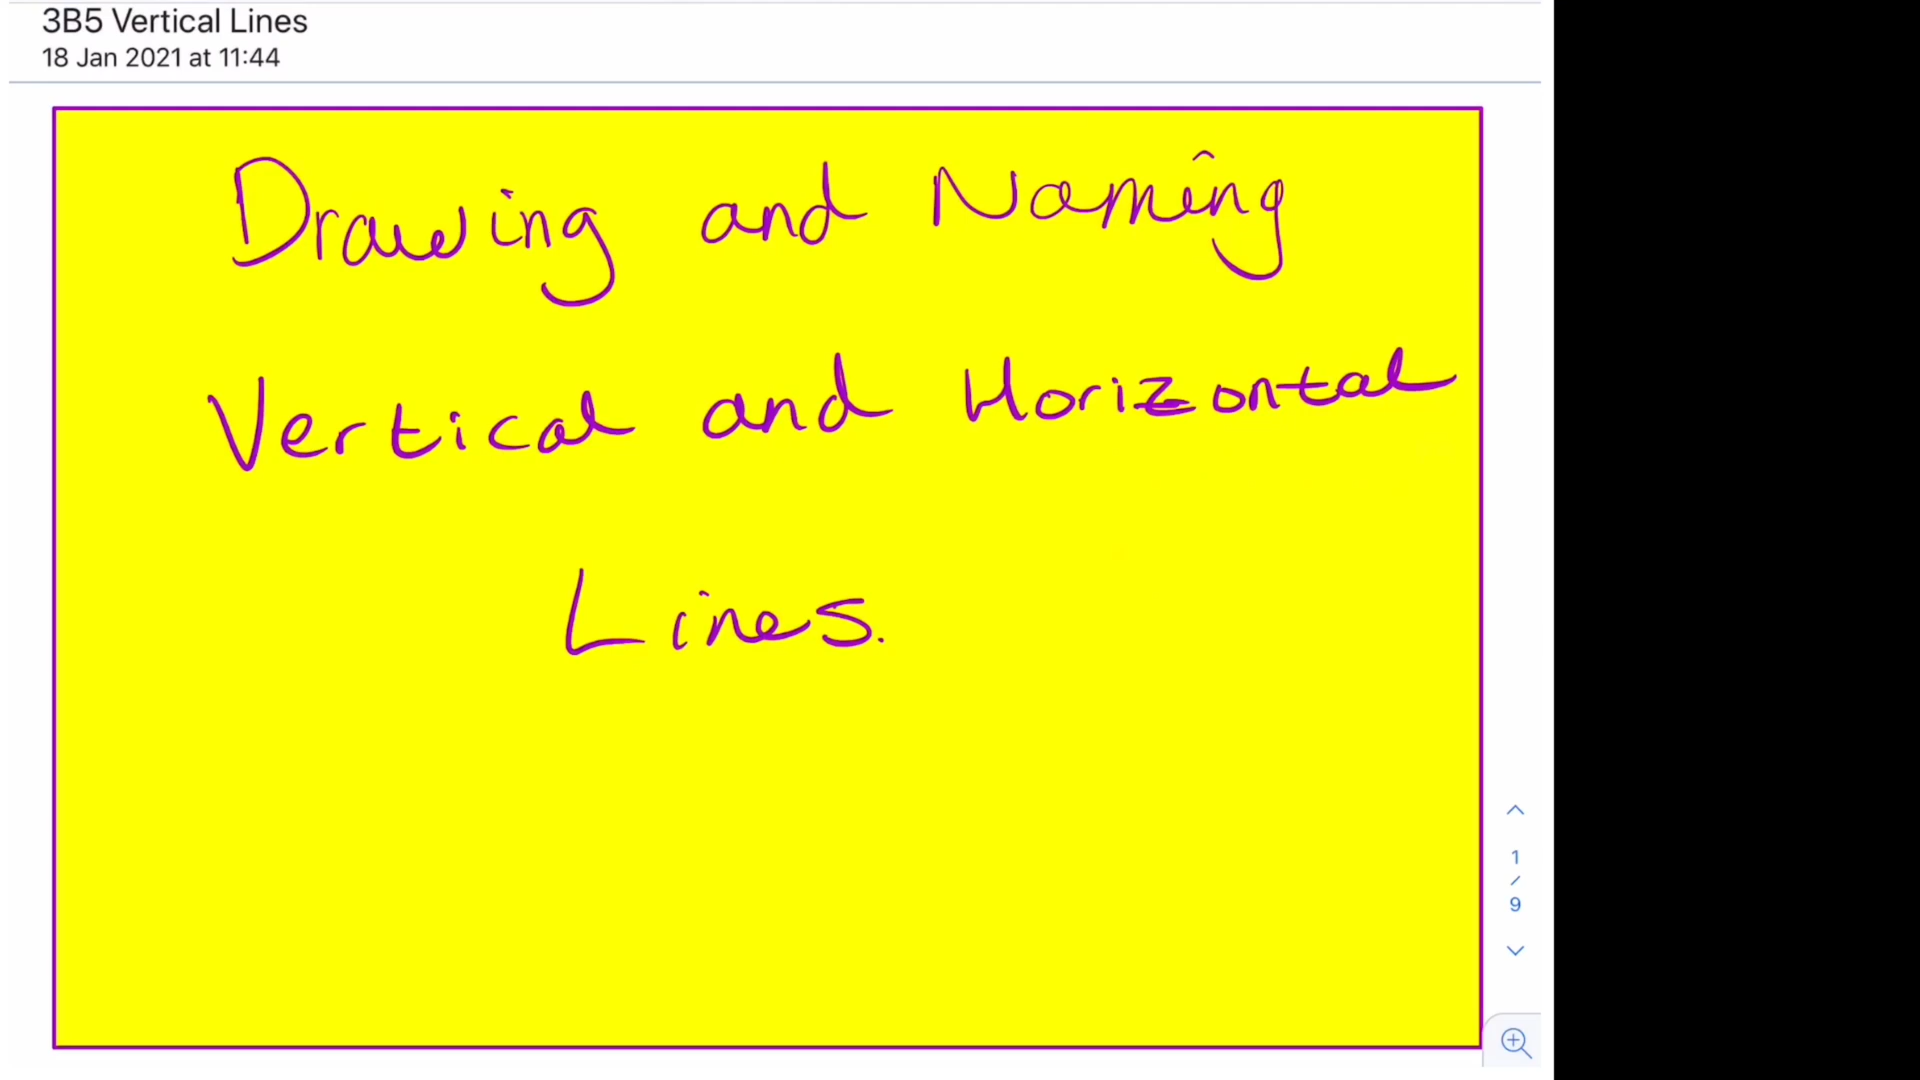 3B5 Vertical Lines
18 Jan 2021 at 11:44
Drawing and Naming
Vertical and Horizontal
Lines.
1
/
9